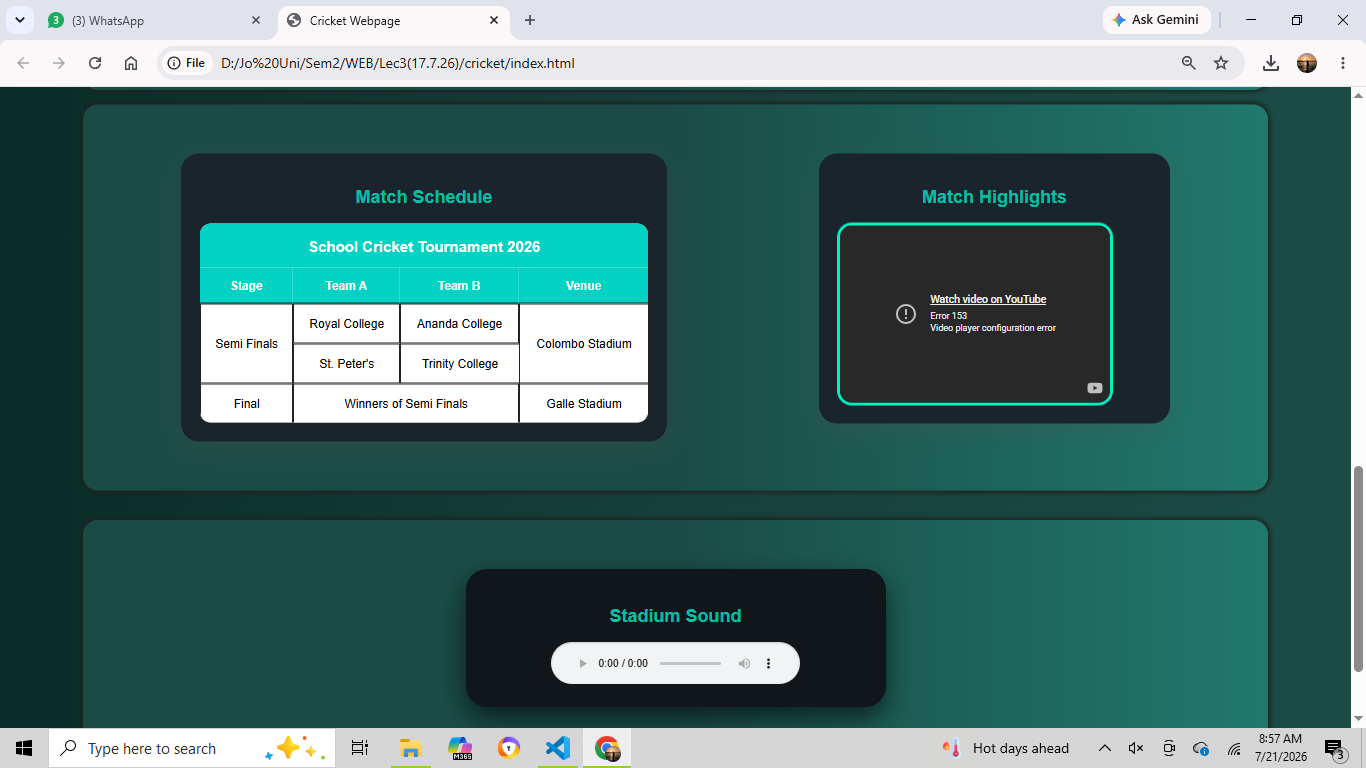 3
(3) WhatsApp
Cricket Webpage
Ask Gemini
File
D:/Jo%20Uni/Sem2/WEB/Lec3(17.7.26)/cricket/index.html
Match Schedule
School Cricket Tournament 2026
Stage Team A Team B Venue
Semi Finals
Royal College Ananda College
Colombo Stadium
St. Peter's Trinity College
Final Winners of Semi Finals Galle Stadium
Match Highlights
Watch video on YouTube
Error 153
Video player configuration error
Stadium Sound
0:00 / 0:00
Type here to search
M365
Hot days ahead
8:57 AM
7/21/2026
3